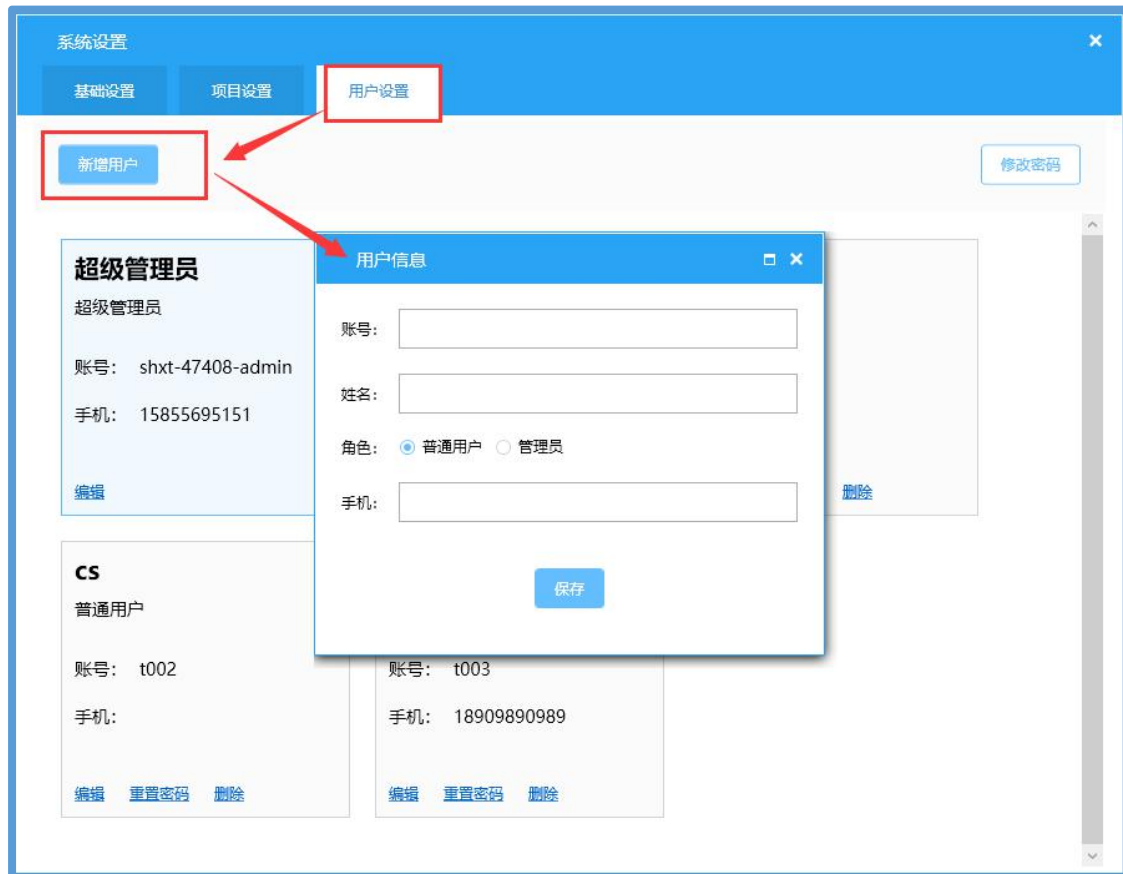 系统设置
基础设置 项目设置 用户设置
新增用户 修改密码
超级管理员
超级管理员
账号: shxt-47408-admin
手机: 15855695151
编辑
用户信息
账号:
姓名:
角色: 普通用户 管理员
手机:
保存
删除
cs
普通用户
账号: t002
手机:
编辑 重置密码 删除
账号: t003
手机: 18909890989
编辑 重置密码 删除